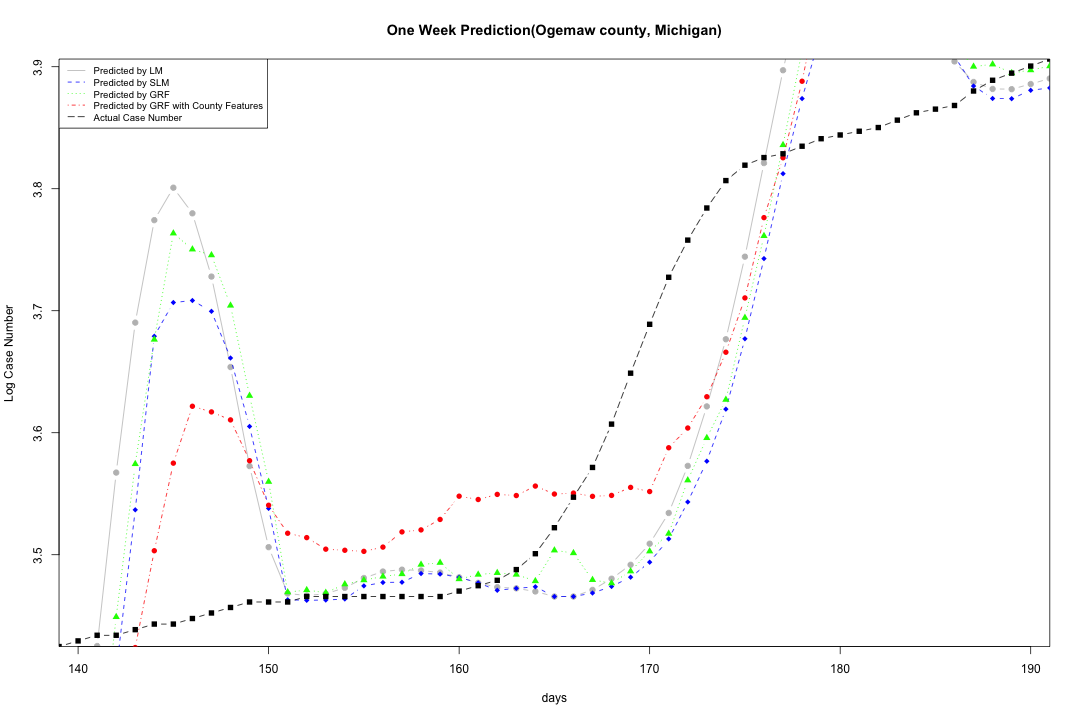 One Week Prediction(Ogemaw county, Michigan)
Predicted by LM
Predicted by SLM
Predicted by GRF
Predicted by GRF with County Features
Actual Case Number
Log Case Number
3.9
3.8
3.7
3.6
3.5
140 150 160 170 180 190
days